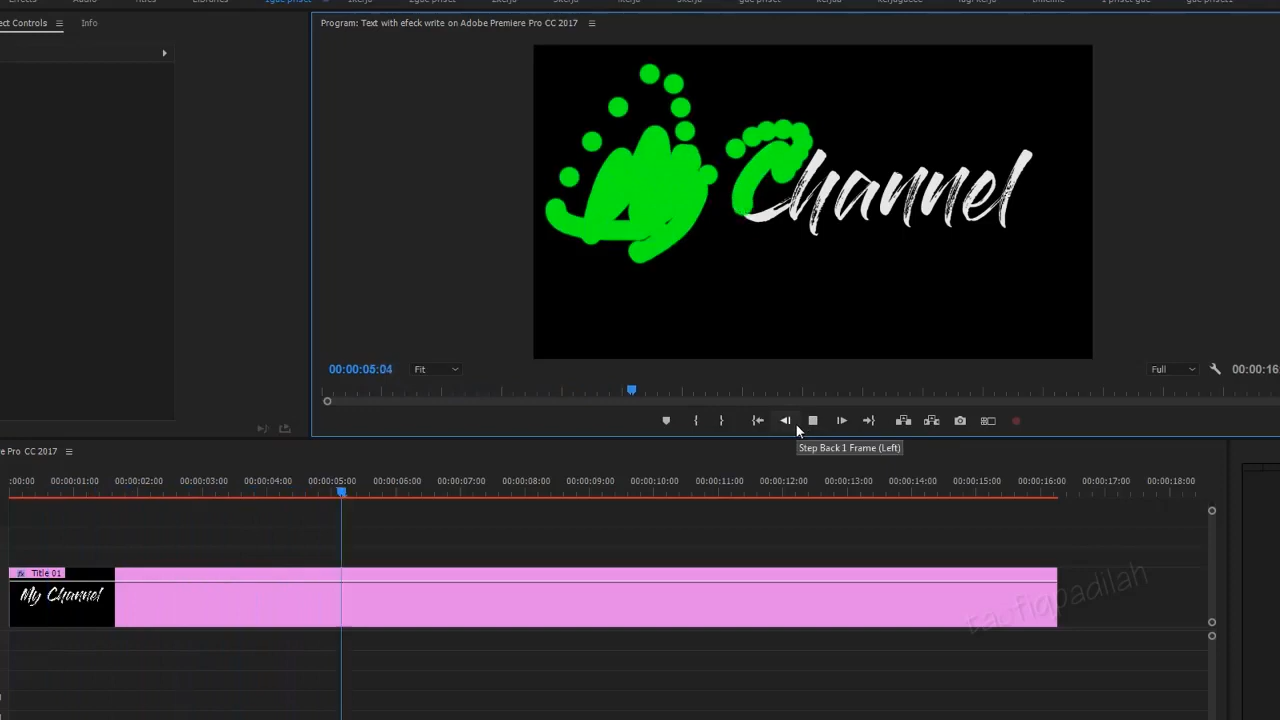 Info
Program: Text with efeck write on Adobe Premiere Pro CC 2017
Channel
00:00:05:04
Fit
Full
00:00:16
Step Back 1 Frame (Left)
Pro CC 2017
:00:00 00:00:01:00 00:00:02:00 00:00:03:00 00:00:04:00 00:00:05:00 00:00:06:00 00:00:07:00 00:00:08:00 00:00:09:00 00:00:10:00 00:00:11:00 00:00:12:00 00:00:13:00 00:00:14:00 00:00:15:00 00:00:16:00 00:00:17:00 00:00:18:00
fx Title 01
My Channel
taofiqpadilah